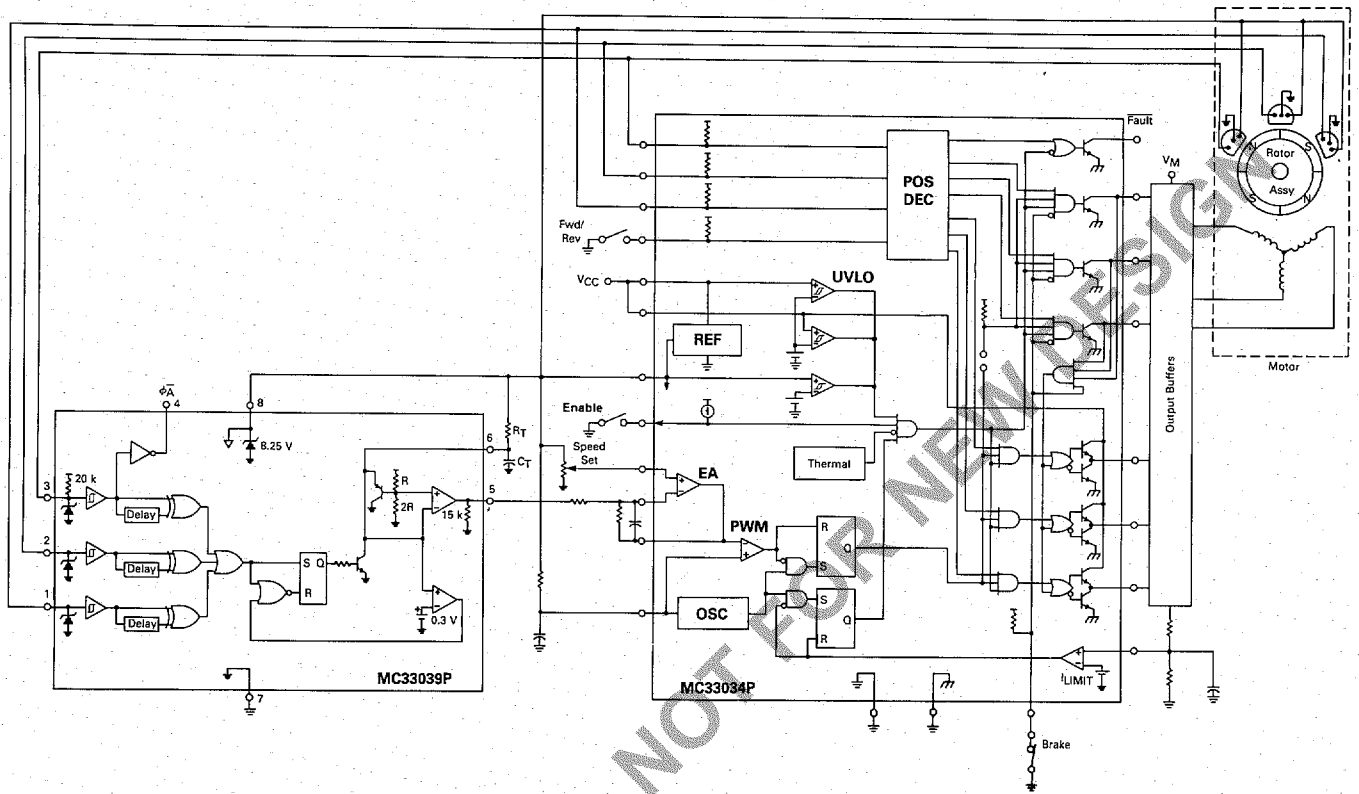 Fault
VM
N
S
Rotor
Assy
S
N
Motor
POS
DEC
Fwd/
Rev
VCC
UVLO
REF
φA
4
8
8.25 V
6
RT
CT
Enable
Speed
Set
EA
Thermal
Output Buffers
3
20 k
Delay
R
2R
15 k
5
PWM
R
S
Q
2
Delay
S
Q
R
OSC
S
Q
R
1
Delay
0.3 V
ILIMIT
MC33039P
7
MC33034P
Brake
NOT FOR NEW DESIGN